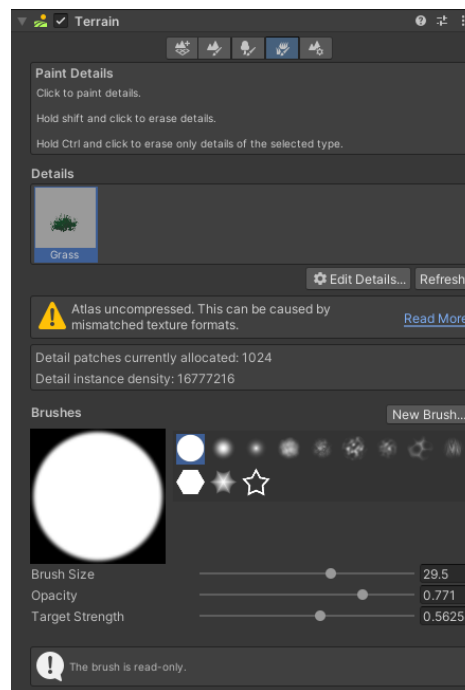 Terrain
Paint Details
Click to paint details.
Hold shift and click to erase details.
Hold Ctrl and click to erase only details of the selected type.
Details
Grass
Edit Details...
Refresh
Atlas uncompressed. This can be caused by
mismatched texture formats.
Read More
Detail patches currently allocated: 1024
Detail instance density: 16777216
Brushes
New Brush...
Brush Size 29.5
Opacity 0.771
Target Strength 0.5625
The brush is read-only.